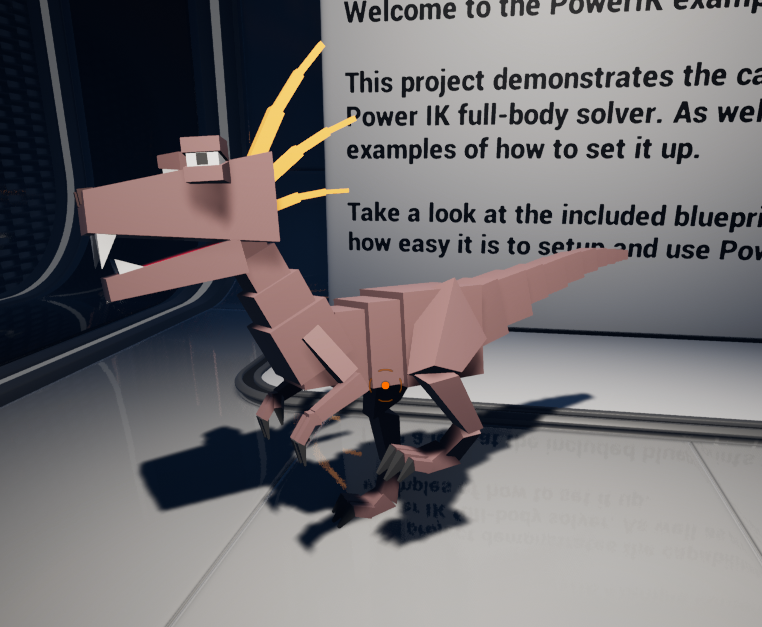 Welcome to the PowerIK examp
This project demonstrates the ca
Power IK full-body solver. As wel
examples of how to set it up.
Take a look at the included bluepri
how easy it is to setup and use Pow